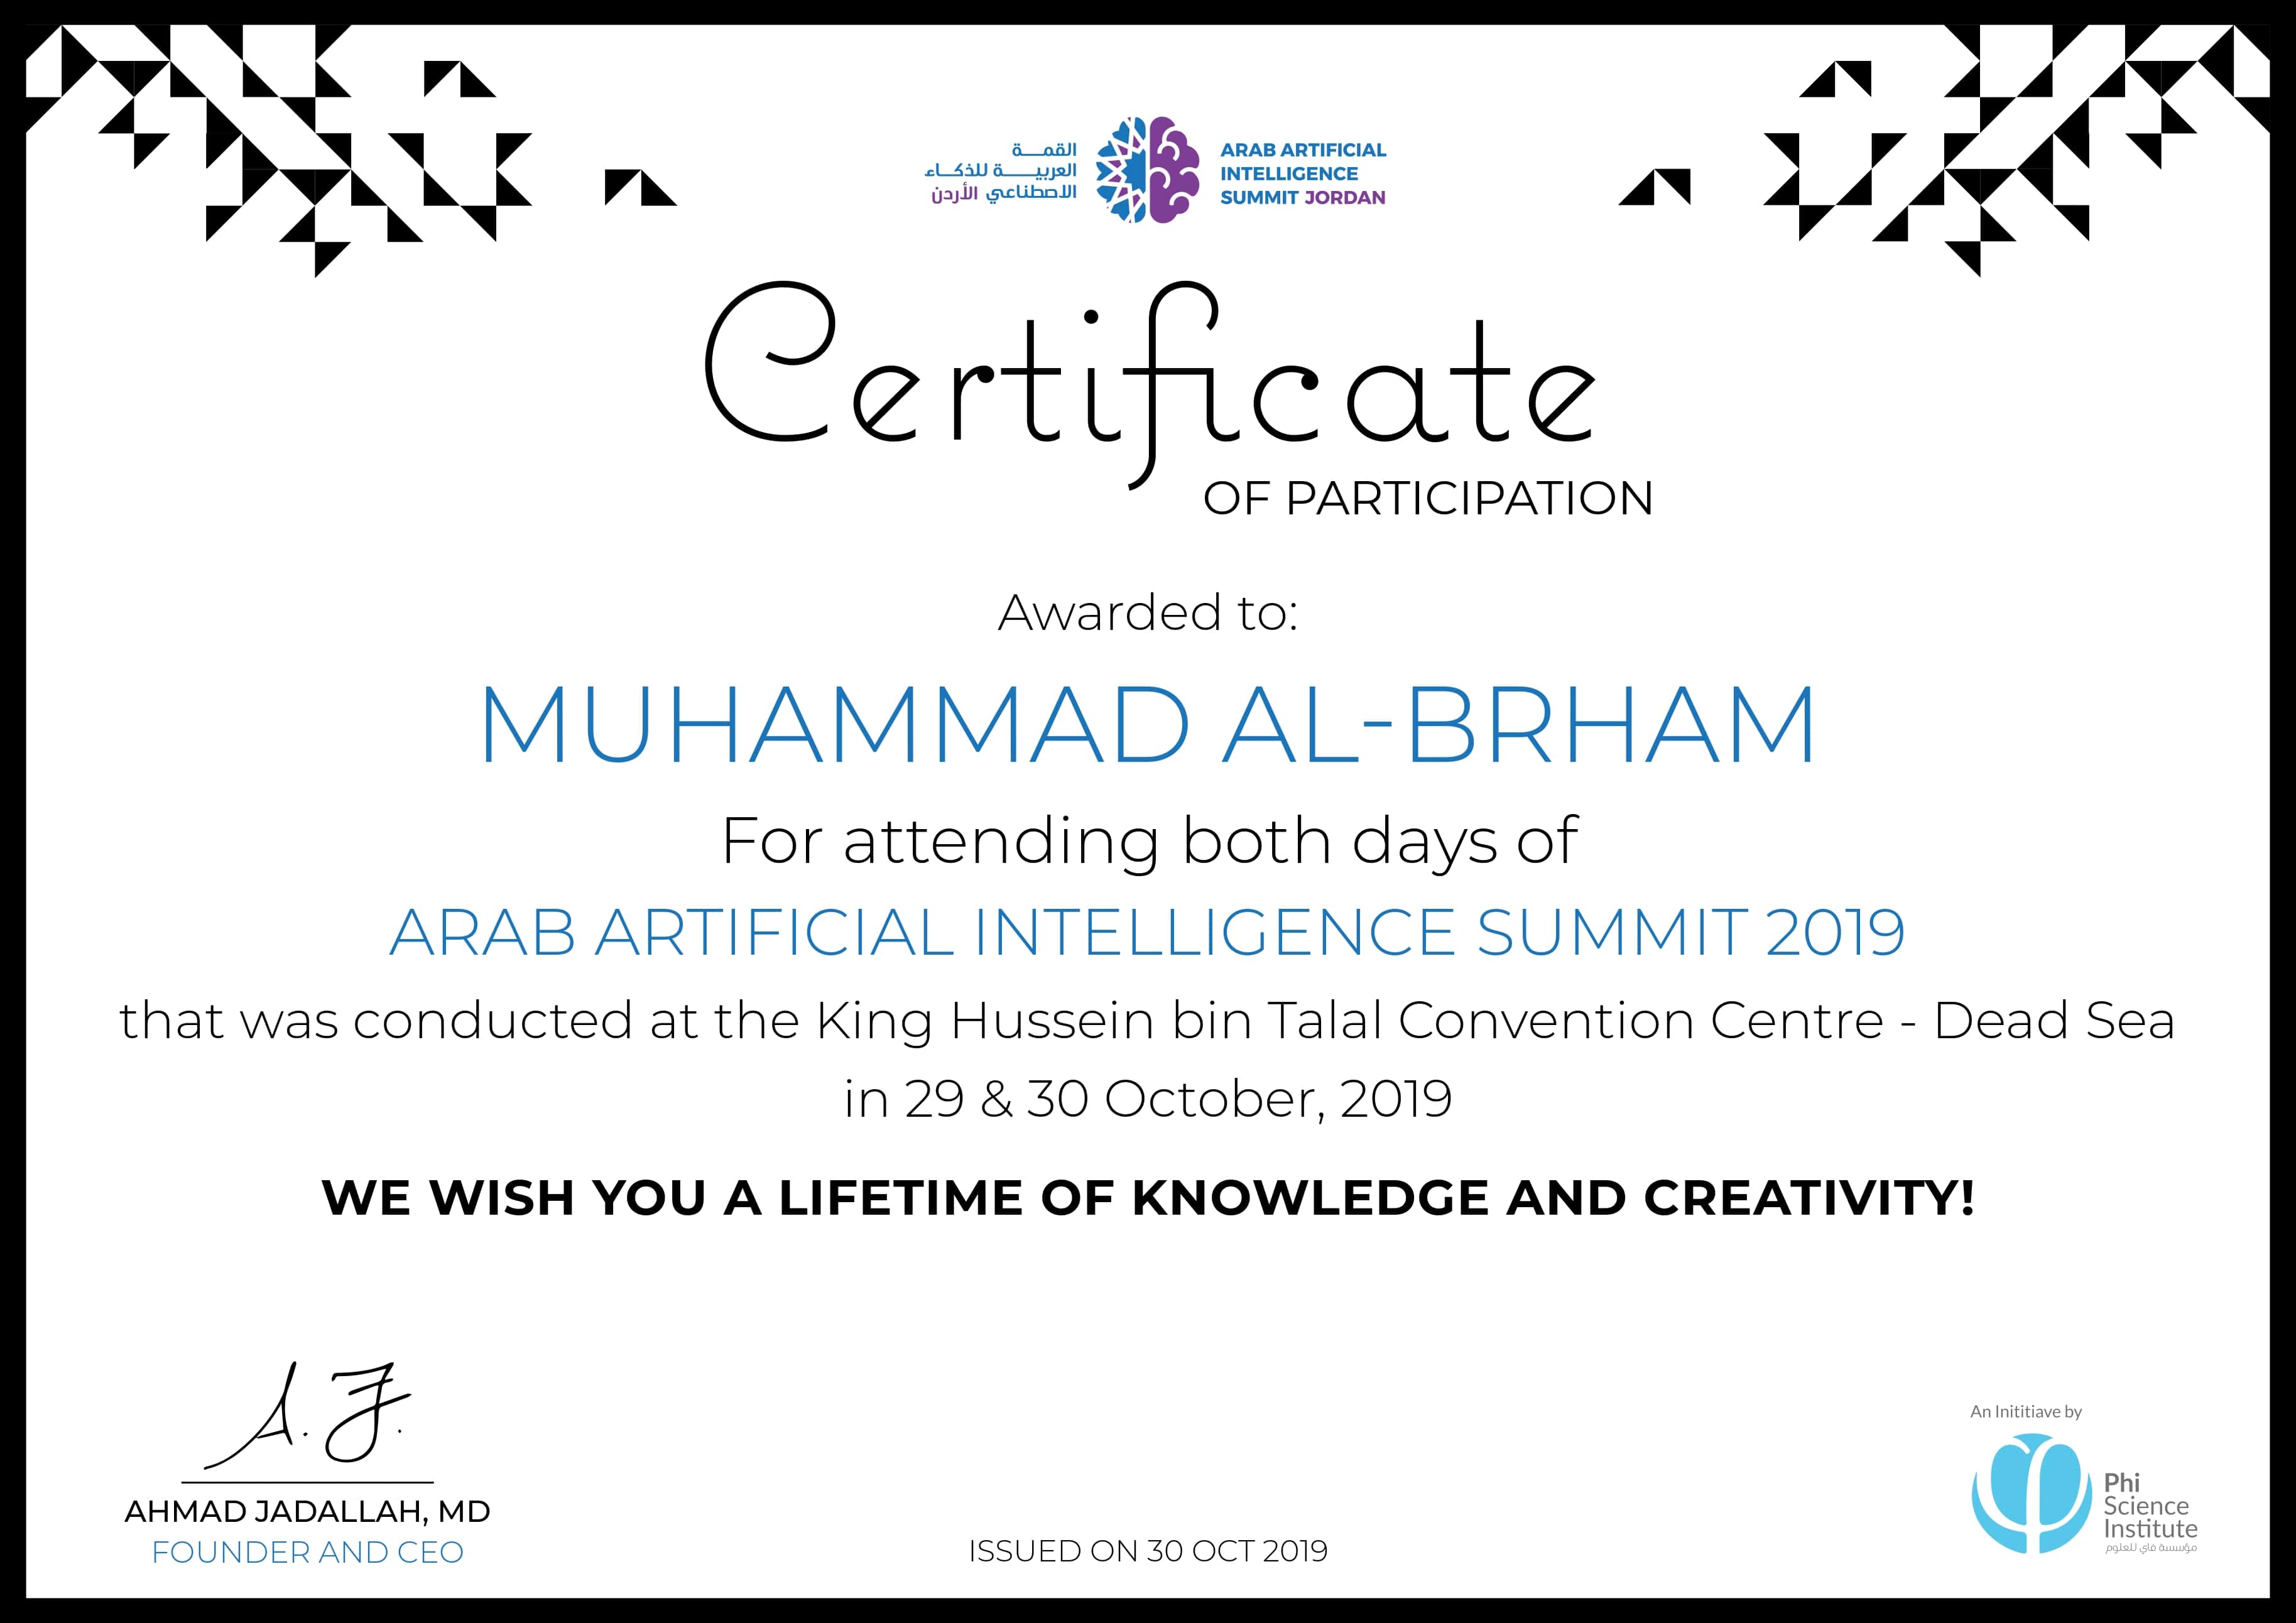 القمة
العربية للذكاء
الاصطناعي الأردن
ARAB ARTIFICIAL
INTELLIGENCE
SUMMIT JORDAN
Certificate
OF PARTICIPATION
Awarded to:
MUHAMMAD AL-BRHAM
For attending both days of
ARAB ARTIFICIAL INTELLIGENCE SUMMIT 2019
that was conducted at the King Hussein bin Talal Convention Centre - Dead Sea
in 29 & 30 October, 2019
WE WISH YOU A LIFETIME OF KNOWLEDGE AND CREATIVITY!
A. J.
AHMAD JADALLAH, MD
FOUNDER AND CEO
ISSUED ON 30 OCT 2019
An Inititiave by
Phi
Science
Institute
مؤسسة فاي للعلوم